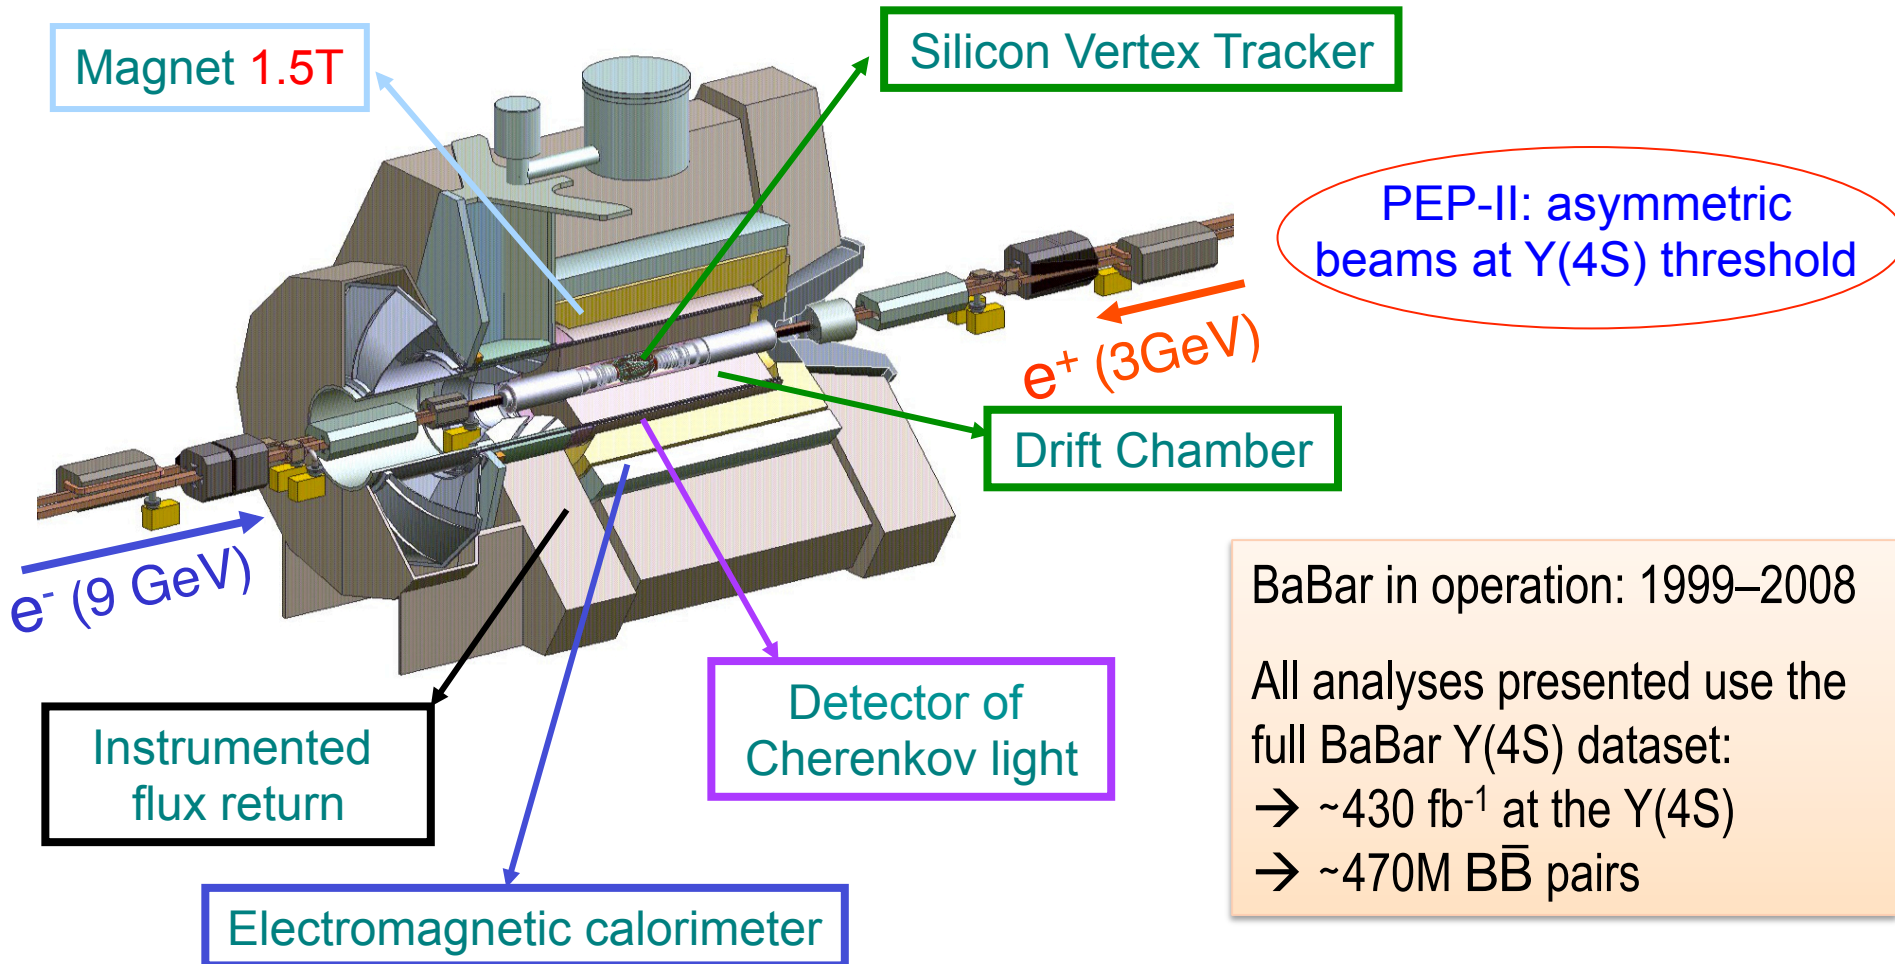 Magnet 1.5T
Silicon Vertex Tracker
PEP-II: asymmetric
beams at Y(4S) threshold
e⁺ (3GeV)
Drift Chamber
e⁻ (9 GeV)
Instrumented
flux return
Detector of
Cherenkov light
Electromagnetic calorimeter
BaBar in operation: 1999–2008
All analyses presented use the
full BaBar Y(4S) dataset:
→ ~430 fb⁻¹ at the Y(4S)
→ ~470M BB̅ pairs